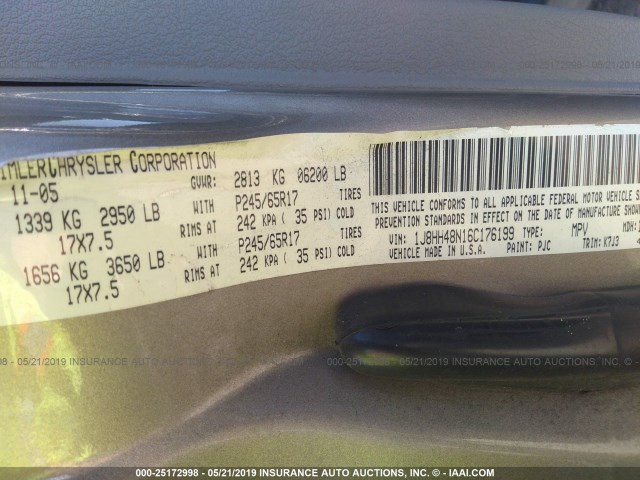 IMLERCHRYSLER CORPORATION
11-05
GVWR: 2813 KG 06200 LB
1339 KG 2950 LB WITH P245/65R17 TIRES
17X7.5 RIMS AT 242 KPA ( 35 PSI) COLD
1656 KG 3650 LB WITH P245/65R17 TIRES
17X7.5 RIMS AT 242 KPA ( 35 PSI) COLD
THIS VEHICLE CONFORMS TO ALL APPLICABLE FEDERAL MOTOR VEHICLE
PREVENTION STANDARDS IN EFFECT ON THE DATE OF MANUFACTURE SHOWN
VIN: 1J8HH48N16C176199 TYPE: MPV MDH:
VEHICLE MADE IN U.S.A. PAINT: PJC TRIM: K7J3
000-25172998 - 05/21/2019 INSURANCE AUTO AUCTIONS, INC. - © IAAI.COM